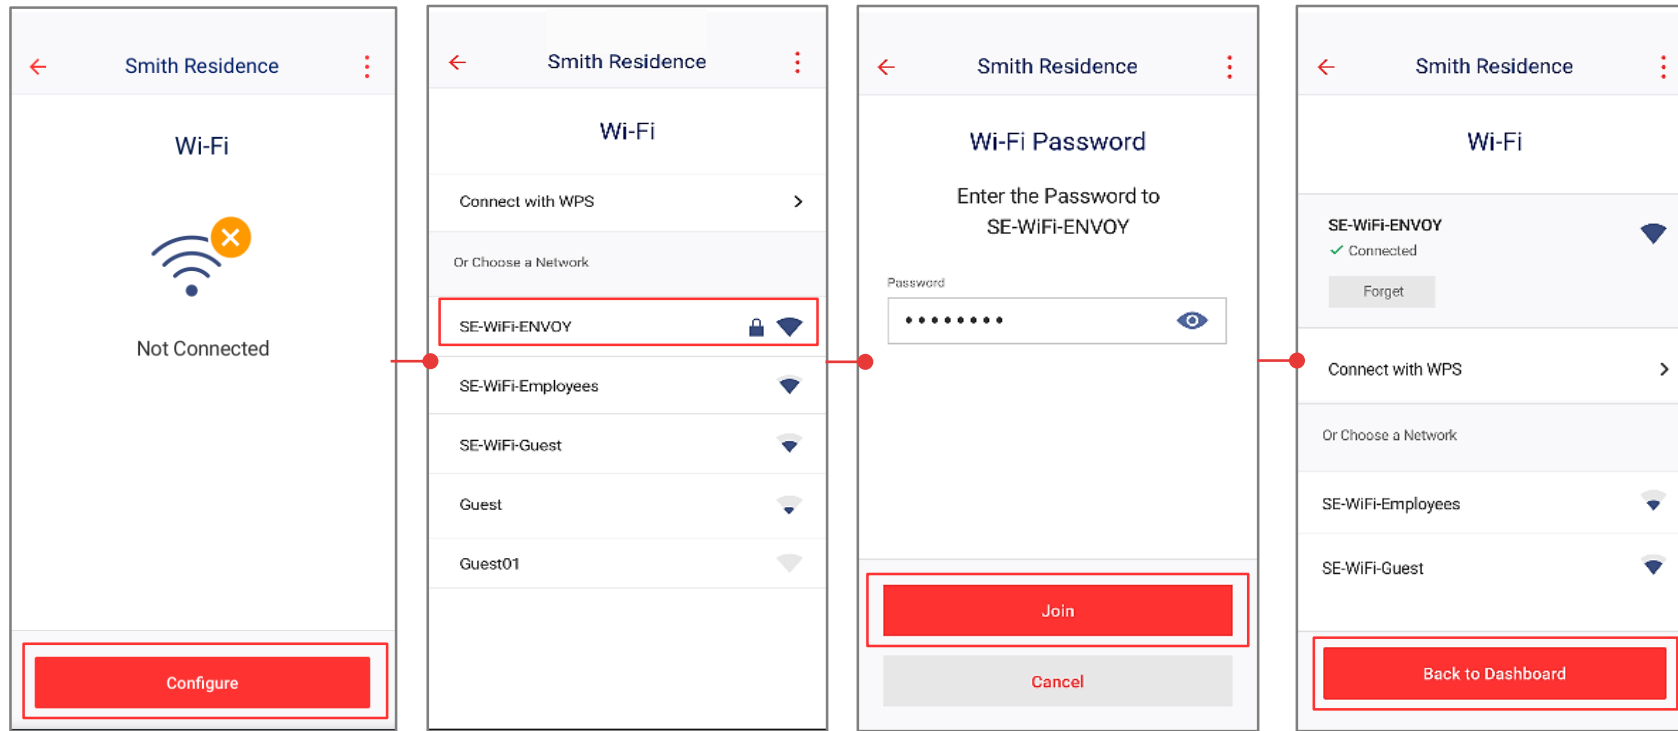 Smith Residence
Wi-Fi
Not Connected
Configure
Smith Residence
Wi-Fi
Connect with WPS
Or Choose a Network
SE-WiFi-ENVOY
SE-WiFi-Employees
SE-WiFi-Guest
Guest
Guest01
Smith Residence
Wi-Fi Password
Enter the Password to
SE-WiFi-ENVOY
Password
Join
Cancel
Smith Residence
Wi-Fi
SE-WiFi-ENVOY
Connected
Forget
Connect with WPS
Or Choose a Network
SE-WiFi-Employees
SE-WiFi-Guest
Back to Dashboard